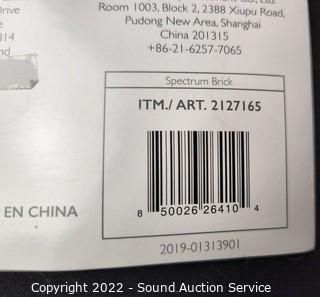 Room 1003, Block 2, 2388 Xiupu Road,
Pudong New Area, Shanghai
China 201315
+86-21-6257-7065
Drive
314
nd
Spectrum Brick
ITM./ ART. 2127165
8 50026 26410 4
EN CHINA
2019-01313901
Copyright 2022 - Sound Auction Service